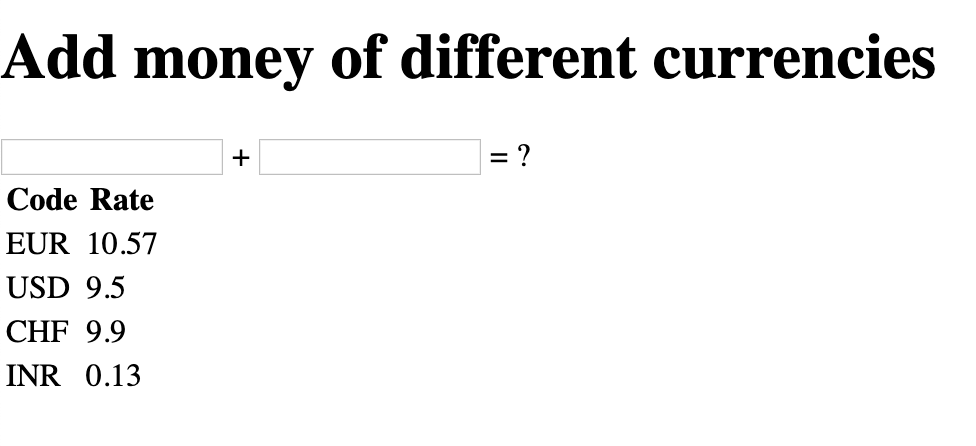 Add money of different currencies
+ = ?
Code Rate
EUR 10.57
USD 9.5
CHF 9.9
INR 0.13